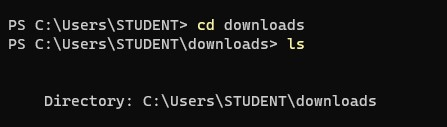 PS C:\Users\STUDENT> cd downloads
PS C:\Users\STUDENT\downloads> ls
Directory: C:\Users\STUDENT\downloads